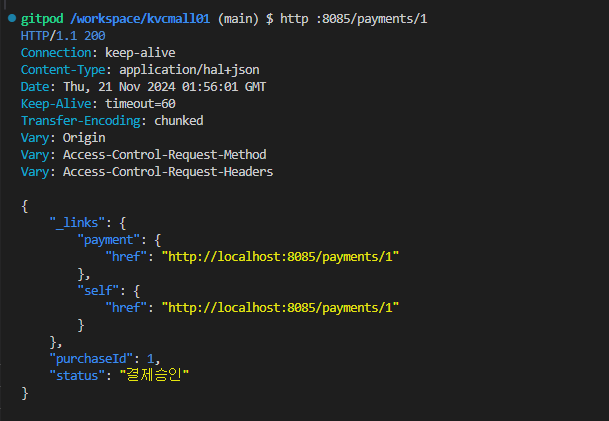 gitpod /workspace/kvcmall01 (main) $ http :8085/payments/1
HTTP/1.1 200
Connection: keep-alive
Content-Type: application/hal+json
Date: Thu, 21 Nov 2024 01:56:01 GMT
Keep-Alive: timeout=60
Transfer-Encoding: chunked
Vary: Origin
Vary: Access-Control-Request-Method
Vary: Access-Control-Request-Headers

{
    "_links": {
        "payment": {
            "href": "http://localhost:8085/payments/1"
        },
        "self": {
            "href": "http://localhost:8085/payments/1"
        }
    },
    "purchaseId": 1,
    "status": "결제승인"
}